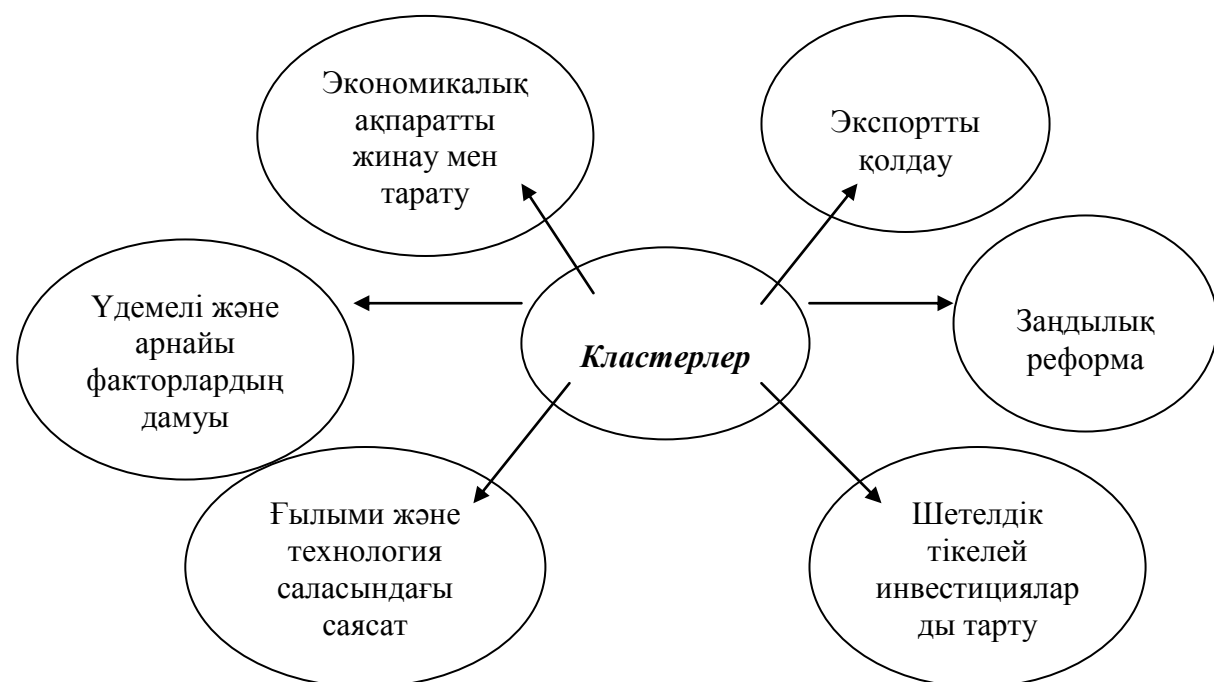 Экономикалық
ақпаратты
жинау мен
тарату
Экспортты
қолдау
Үдемелі және
арнайы
факторлардың
дамуы
Кластерлер
Заңдылық
реформа
Ғылыми және
технология
саласындағы
саясат
Шетелдік
тікелей
инвестициялар
ды тарту